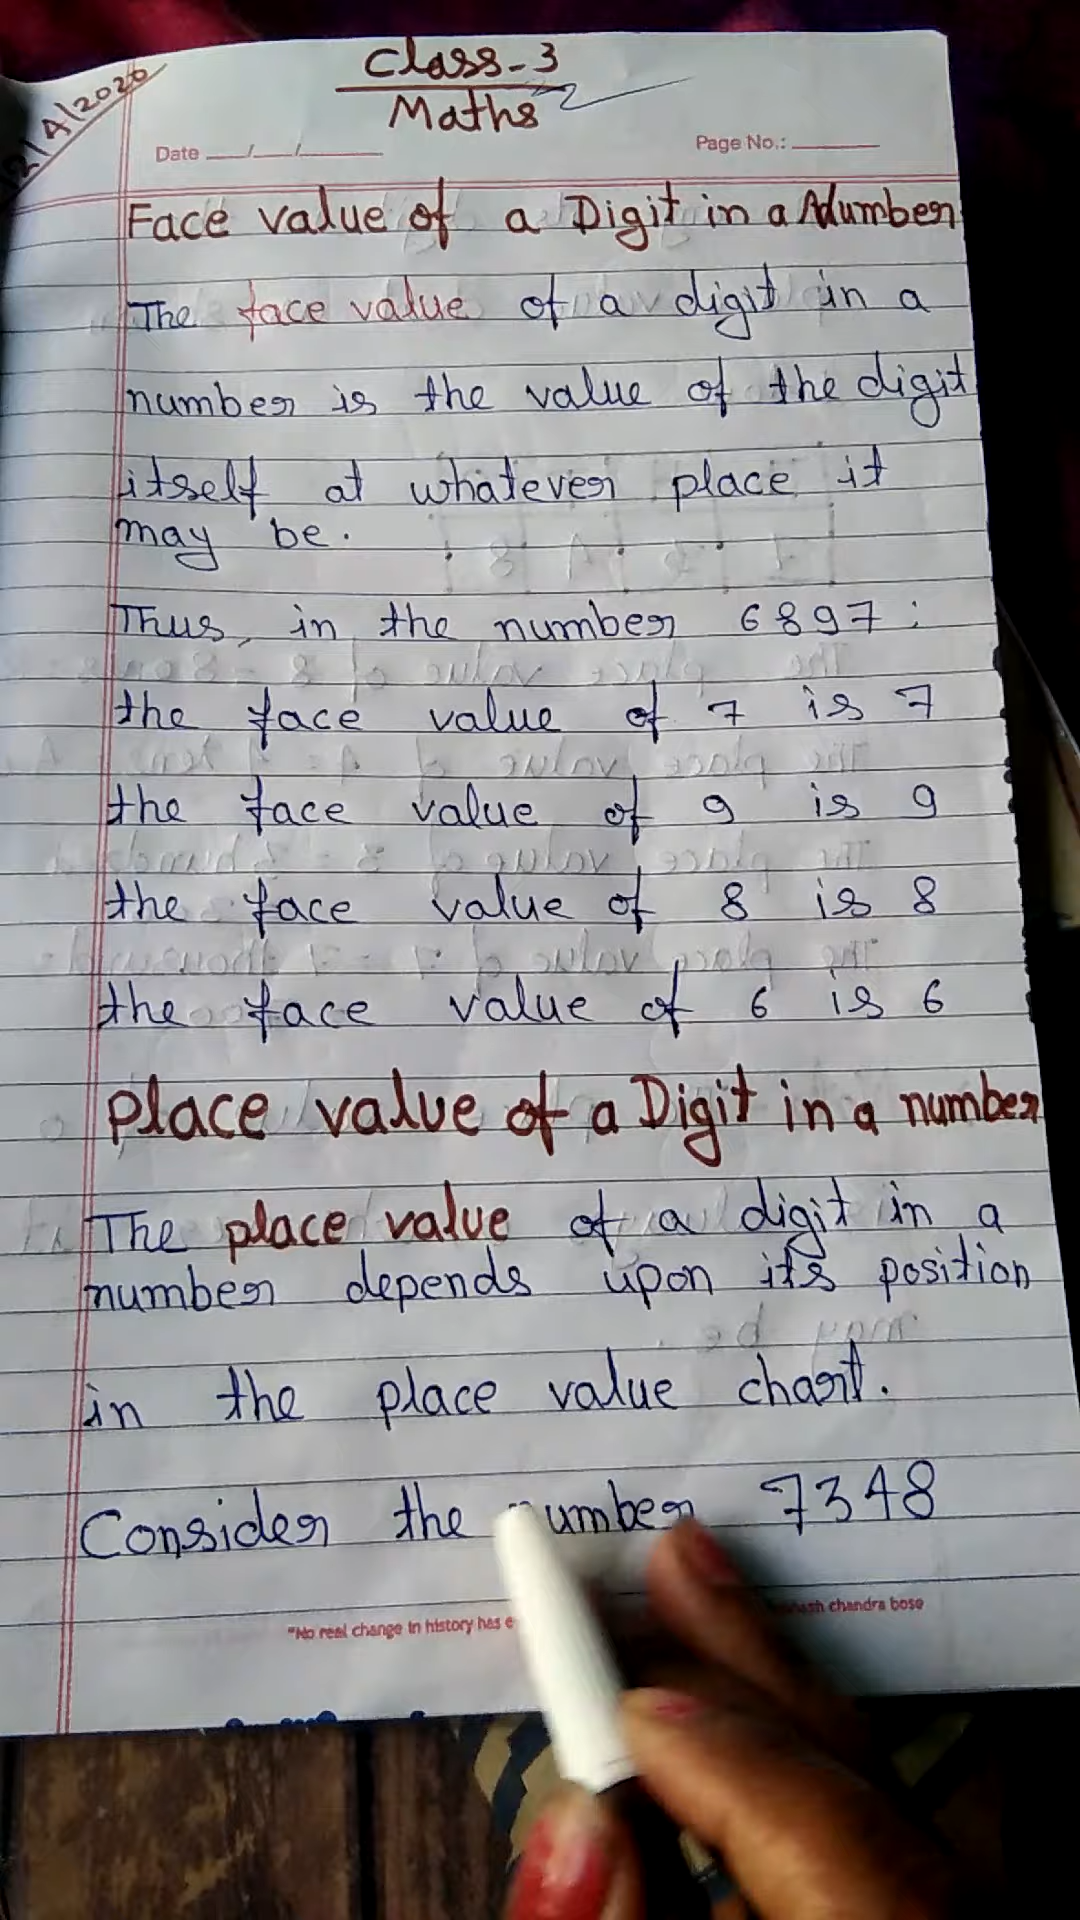 Class-3
Maths
2/4/2020
Date
Page No.:
Face value of a Digit in a Number
The face value of a digit in a
number is the value of the digit
itself at whatever place it
may be.
Thus, in the number 6897:
the face value of 7 is 7
the face value of 9 is 9
the face value of 8 is 8
the face value of 6 is 6
place value of a Digit in a number
The place value of a digit in a
number depends upon its position
in the place value chart.
Consider the number 7348
"No real change in history has chandra bose